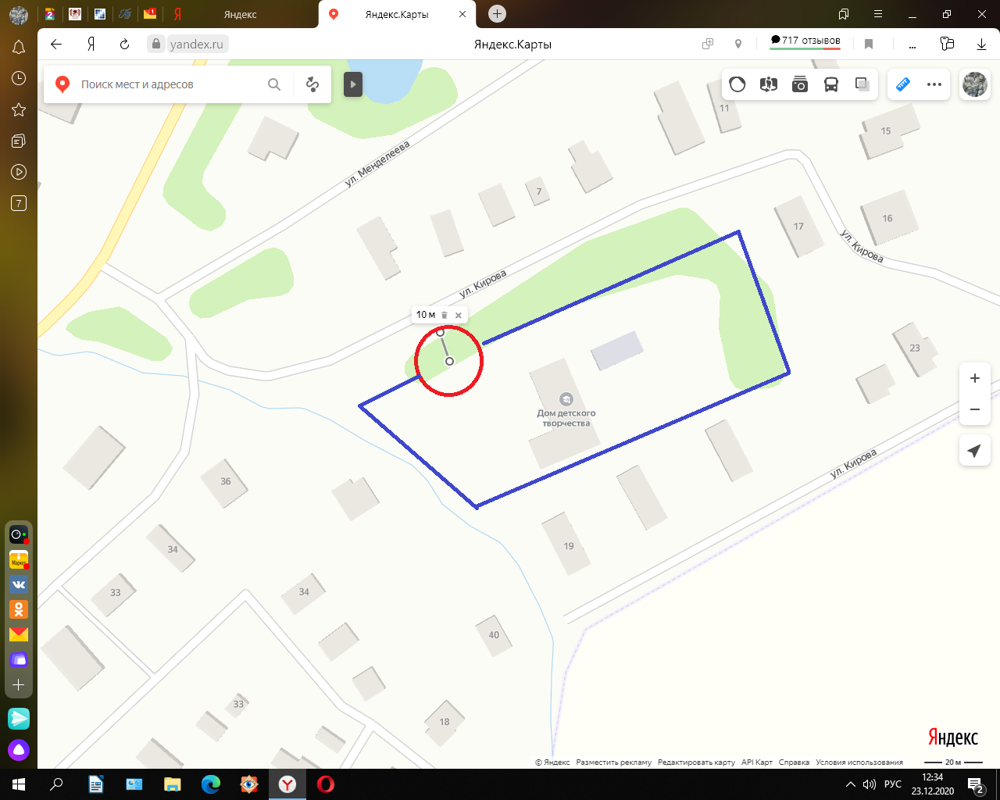 Яндекс
Яндекс.Карты
yandex.ru
Яндекс.Карты
717 отзывов
Поиск мест и адресов
11
15
ул. Менделеева
7
17
16
ул. Кирова
ул. Кирова
10 м
23
Дом детского
творчества
ул. Кирова
36
34
19
33
34
40
33
18
7
1
2
Маркет
Яндекс
© Яндекс Разместить рекламу Редактировать карту API Карт Справка Условия использования
20 м
РУС
12:34
23.12.2020
2